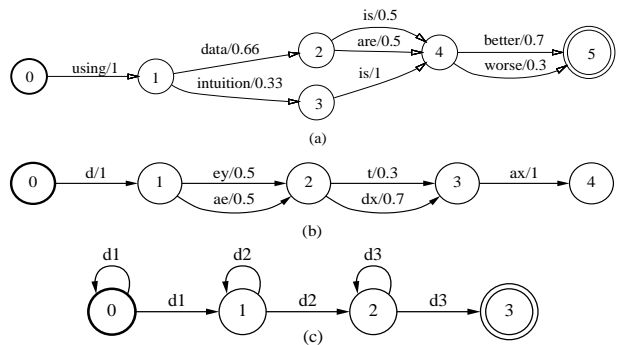 is/0.5
data/0.66 2 are/0.5 4 better/0.7
0 using/1 1 worse/0.3 5
intuition/0.33 3 is/1
(a)
0 d/1 1 ey/0.5 2 t/0.3 3 ax/1 4
ae/0.5 dx/0.7
(b)
d1 d2 d3
0 d1 1 d2 2 d3 3
(c)